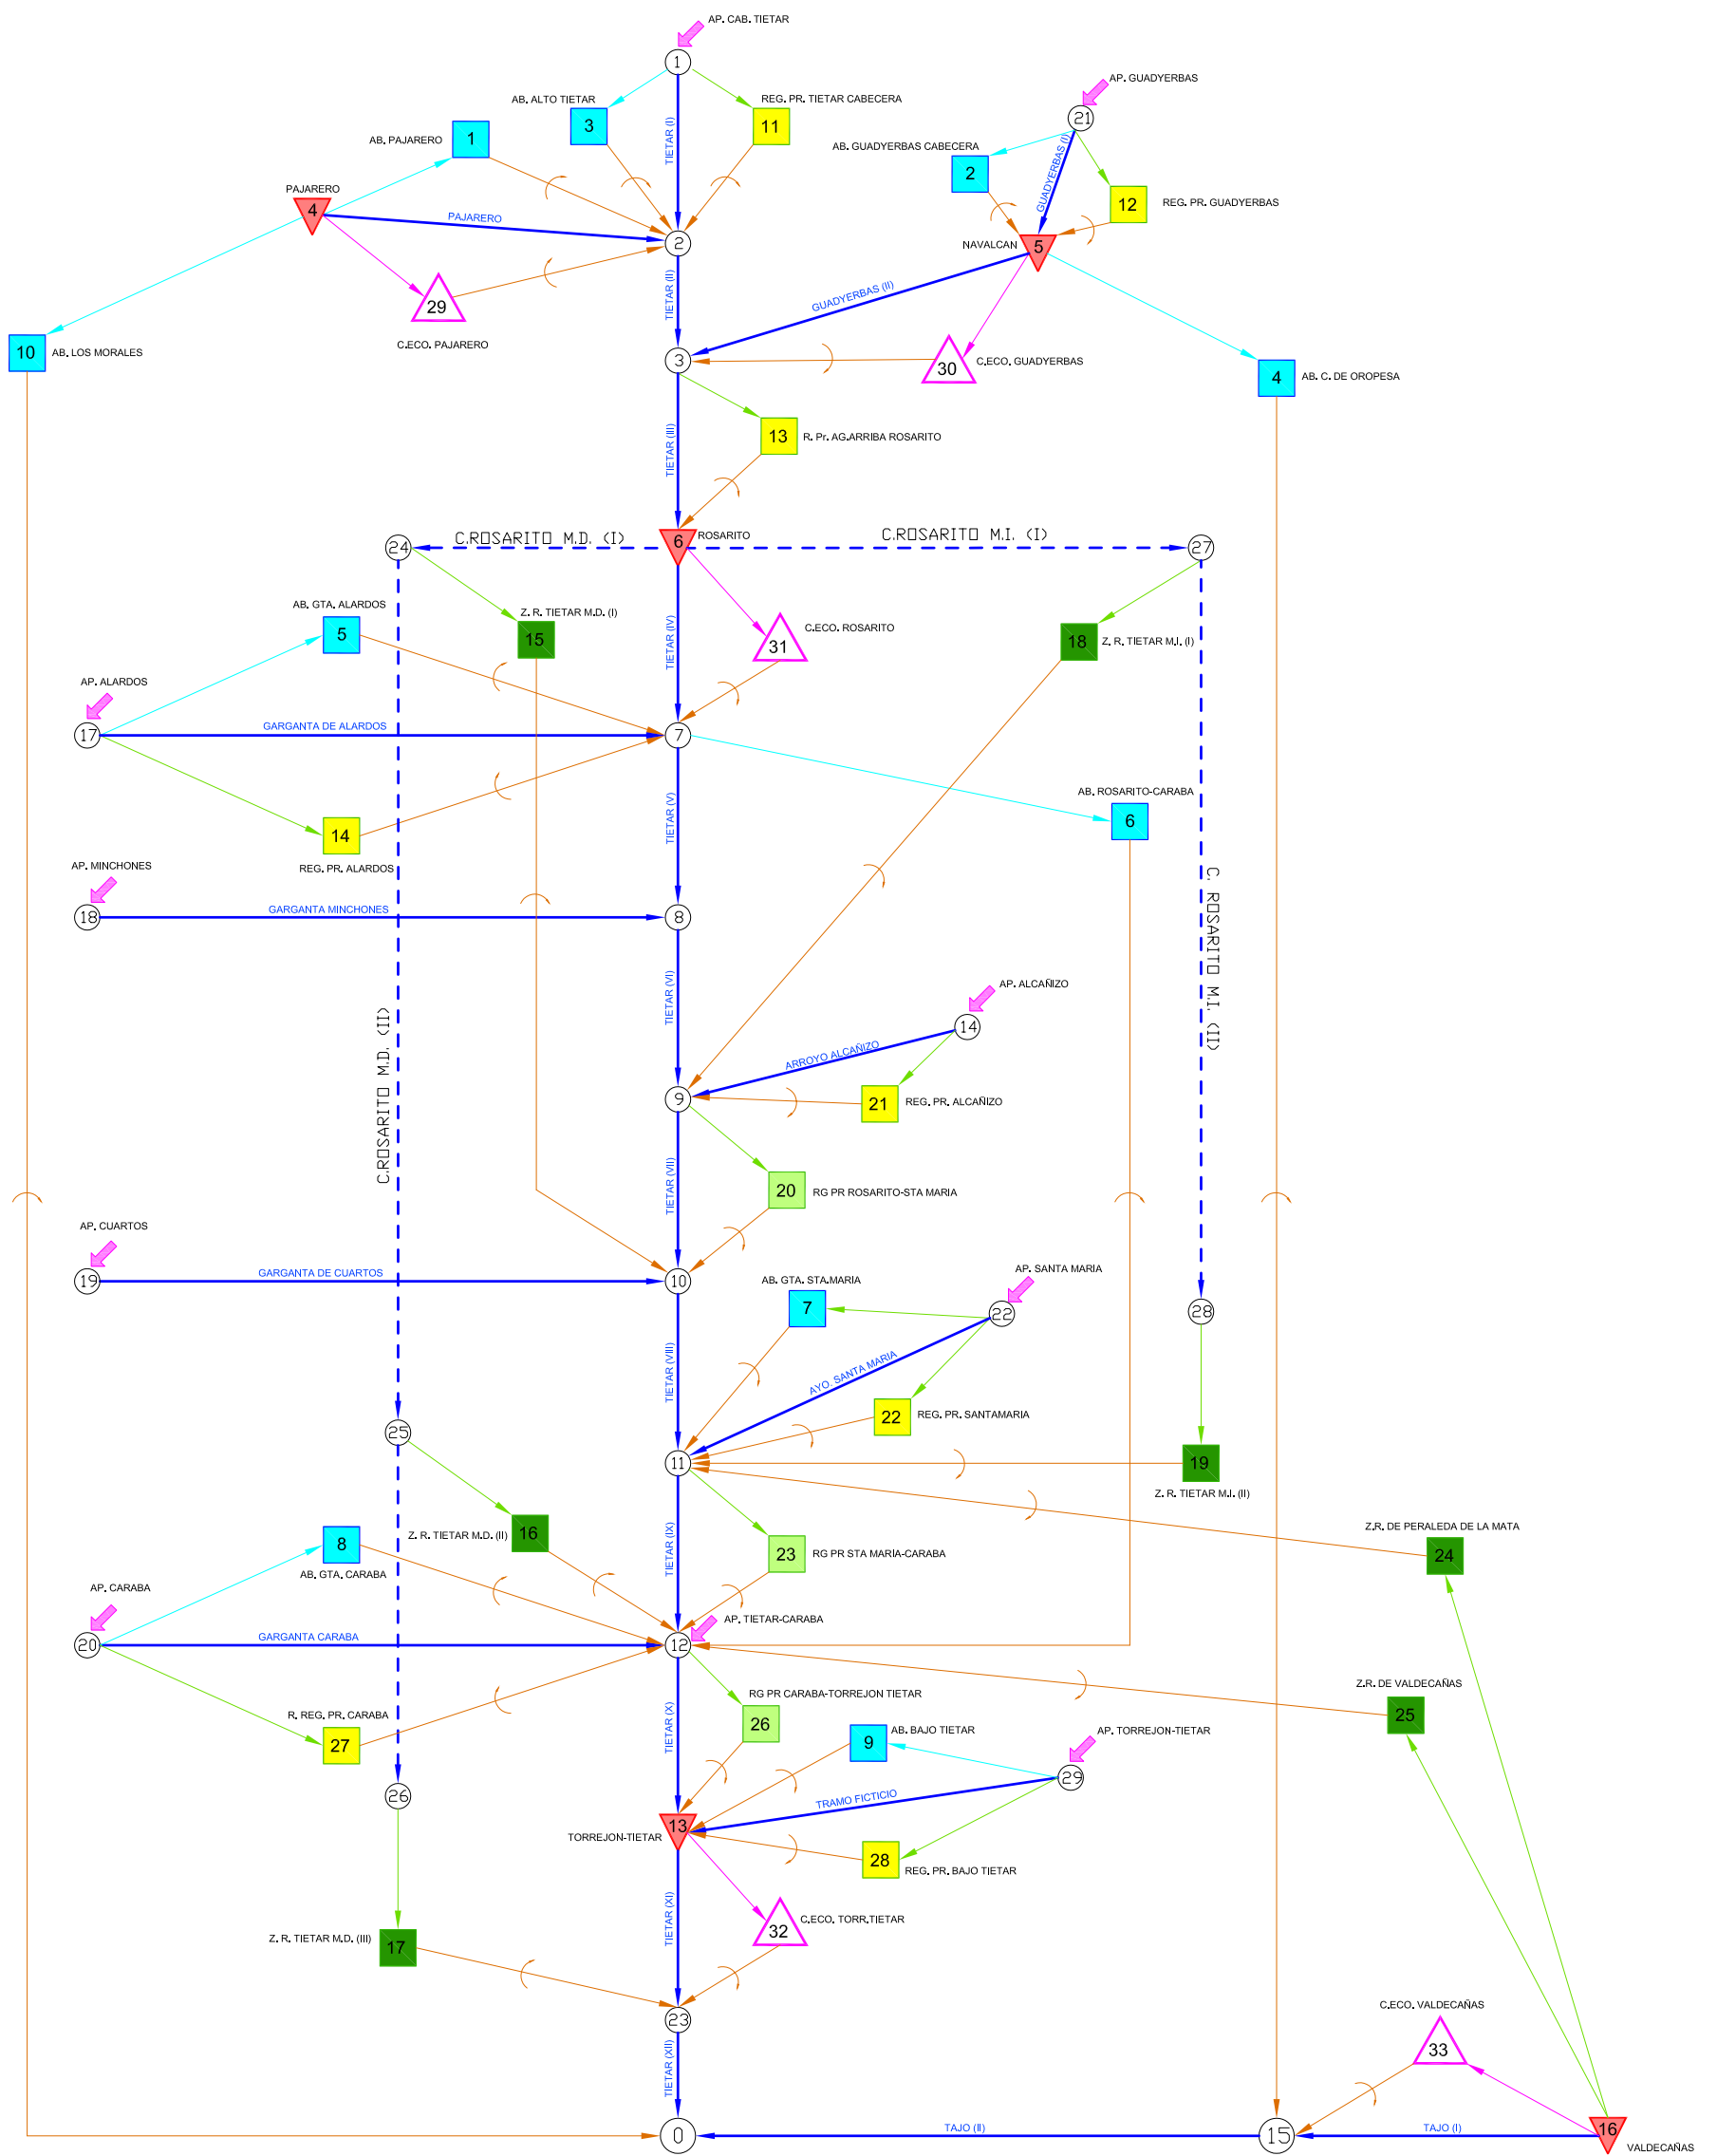 AP. CAB. TIETAR
1
AP. GUADYERBAS
21
AB. ALTO TIETAR
3
REG. PR. TIETAR CABECERA
11
TIETAR (I)
AB. PAJARERO
1
AB. GUADYERBAS CABECERA
2
GUADYERBAS (I)
12
REG. PR. GUADYERBAS
PAJARERO
4
PAJARERO
2
NAVALCAN
5
29
C.ECO. PAJARERO
TIETAR (II)
GUADYERBAS (II)
10
AB. LOS MORALES
3
30
C.ECO. GUADYERBAS
4
AB. C. DE OROPESA
TIETAR (III)
13
R. Pr. AG.ARRIBA ROSARITO
24
C.ROSARITO M.D. (I)
6
ROSARITO
C.ROSARITO M.I. (I)
27
AB. GTA. ALARDOS
5
Z. R. TIETAR M.D. (I)
15
TIETAR (IV)
C.ECO. ROSARITO
31
18
Z. R. TIETAR M.I. (I)
AP. ALARDOS
17
GARGANTA DE ALARDOS
7
14
REG. PR. ALARDOS
TIETAR (V)
AB. ROSARITO-CARABA
6
AP. MINCHONES
18
GARGANTA MINCHONES
8
C. ROSARITO M.I. (II)
TIETAR (VI)
AP. ALCAÑIZO
14
ARROYO ALCAÑIZO
C.ROSARITO M.D. (II)
9
21
REG. PR. ALCAÑIZO
TIETAR (VII)
20
RG PR ROSARITO-STA MARIA
AP. CUARTOS
19
GARGANTA DE CUARTOS
10
AB. GTA. STA.MARIA
7
AP. SANTA MARIA
22
28
TIETAR (VIII)
AYO. SANTA MARIA
22
REG. PR. SANTAMARIA
25
11
19
Z. R. TIETAR M.I. (II)
Z. R. TIETAR M.D. (II)
16
8
AB. GTA. CARABA
TIETAR (IX)
23
RG PR STA MARIA-CARABA
Z.R. DE PERALEDA DE LA MATA
24
AP. CARABA
20
GARGANTA CARABA
12
AP. TIETAR-CARABA
R. REG. PR. CARABA
27
TIETAR (X)
RG PR CARABA-TORREJON TIETAR
26
9
AB. BAJO TIETAR
AP. TORREJON-TIETAR
29
Z.R. DE VALDECAÑAS
25
26
TRAMO FICTICIO
13
TORREJON-TIETAR
28
REG. PR. BAJO TIETAR
Z. R. TIETAR M.D. (III)
17
TIETAR (XI)
32
C.ECO. TORR.TIETAR
23
TIETAR (XII)
C.ECO. VALDECAÑAS
33
0
TAJO (II)
15
TAJO (I)
16
VALDECAÑAS